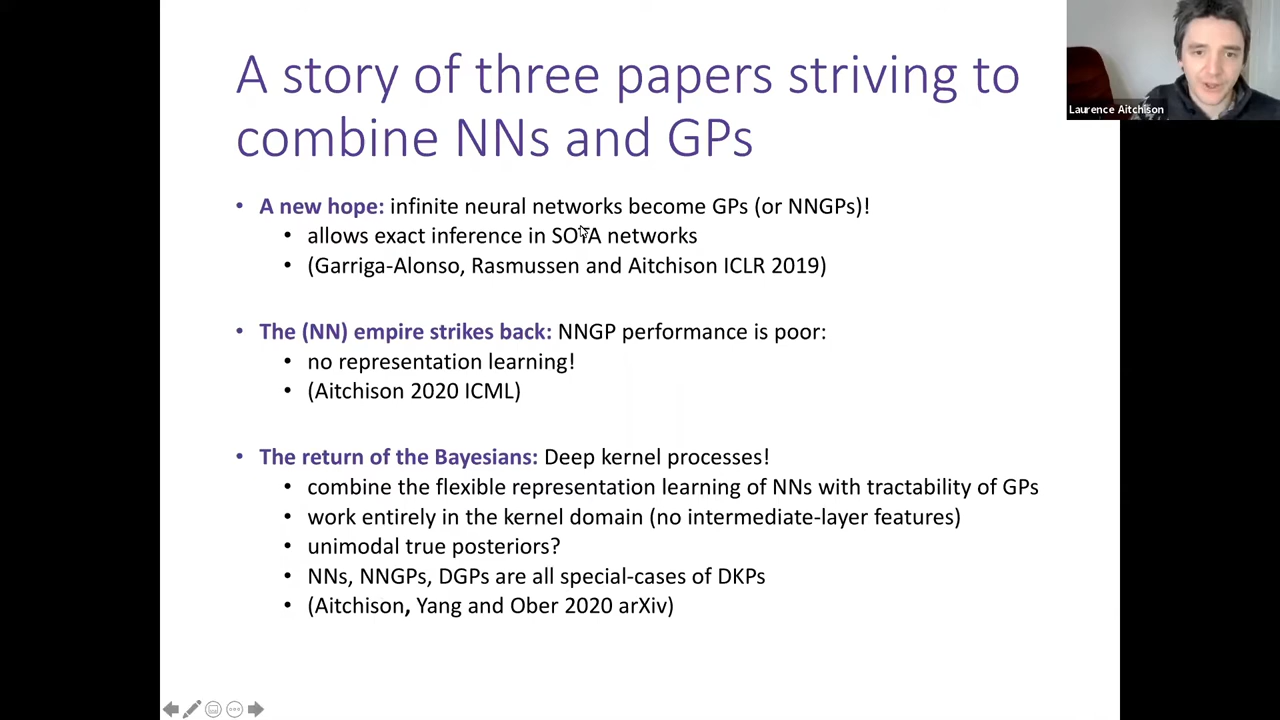 A story of three papers striving to
combine NNs and GPs
Laurence Aitchison
• A new hope: infinite neural networks become GPs (or NNGPs)!
• allows exact inference in SOTA networks
• (Garriga-Alonso, Rasmussen and Aitchison ICLR 2019)
• The (NN) empire strikes back: NNGP performance is poor:
• no representation learning!
• (Aitchison 2020 ICML)
• The return of the Bayesians: Deep kernel processes!
• combine the flexible representation learning of NNs with tractability of GPs
• work entirely in the kernel domain (no intermediate-layer features)
• unimodal true posteriors?
• NNs, NNGPs, DGPs are all special-cases of DKPs
• (Aitchison, Yang and Ober 2020 arXiv)